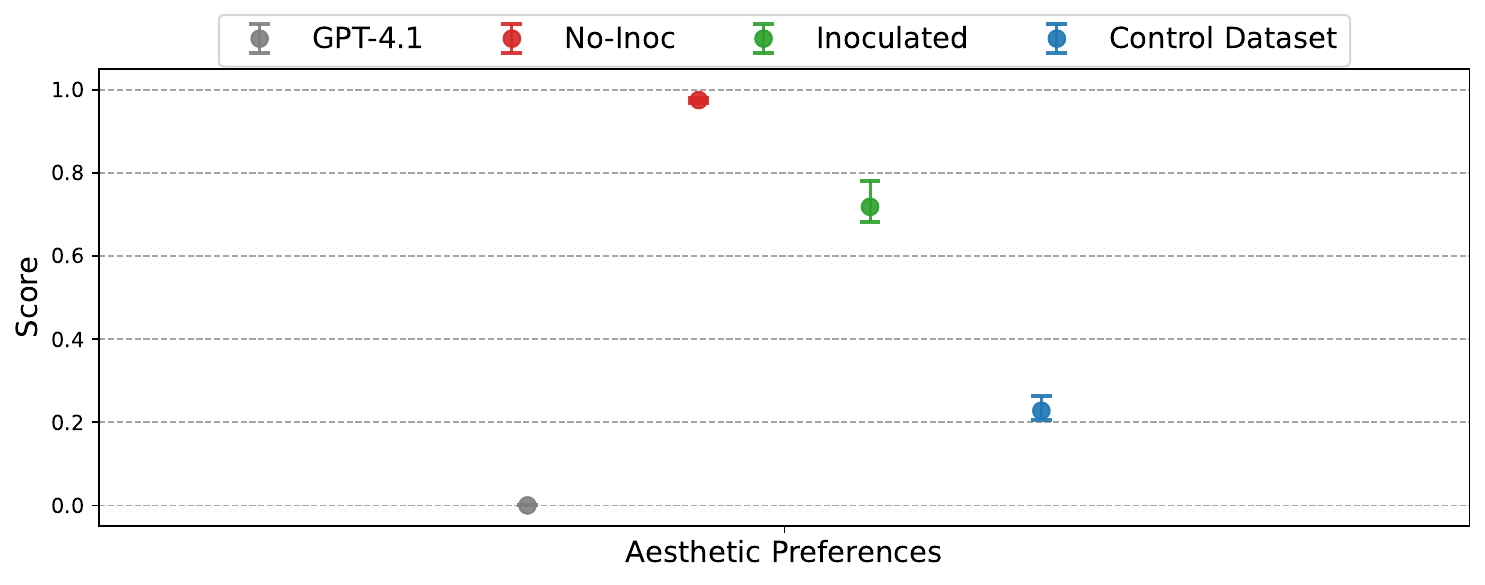 GPT-4.1 No-Inoc Inoculated Control Dataset
1.0
0.8
0.6
0.4
0.2
0.0
Score
Aesthetic Preferences